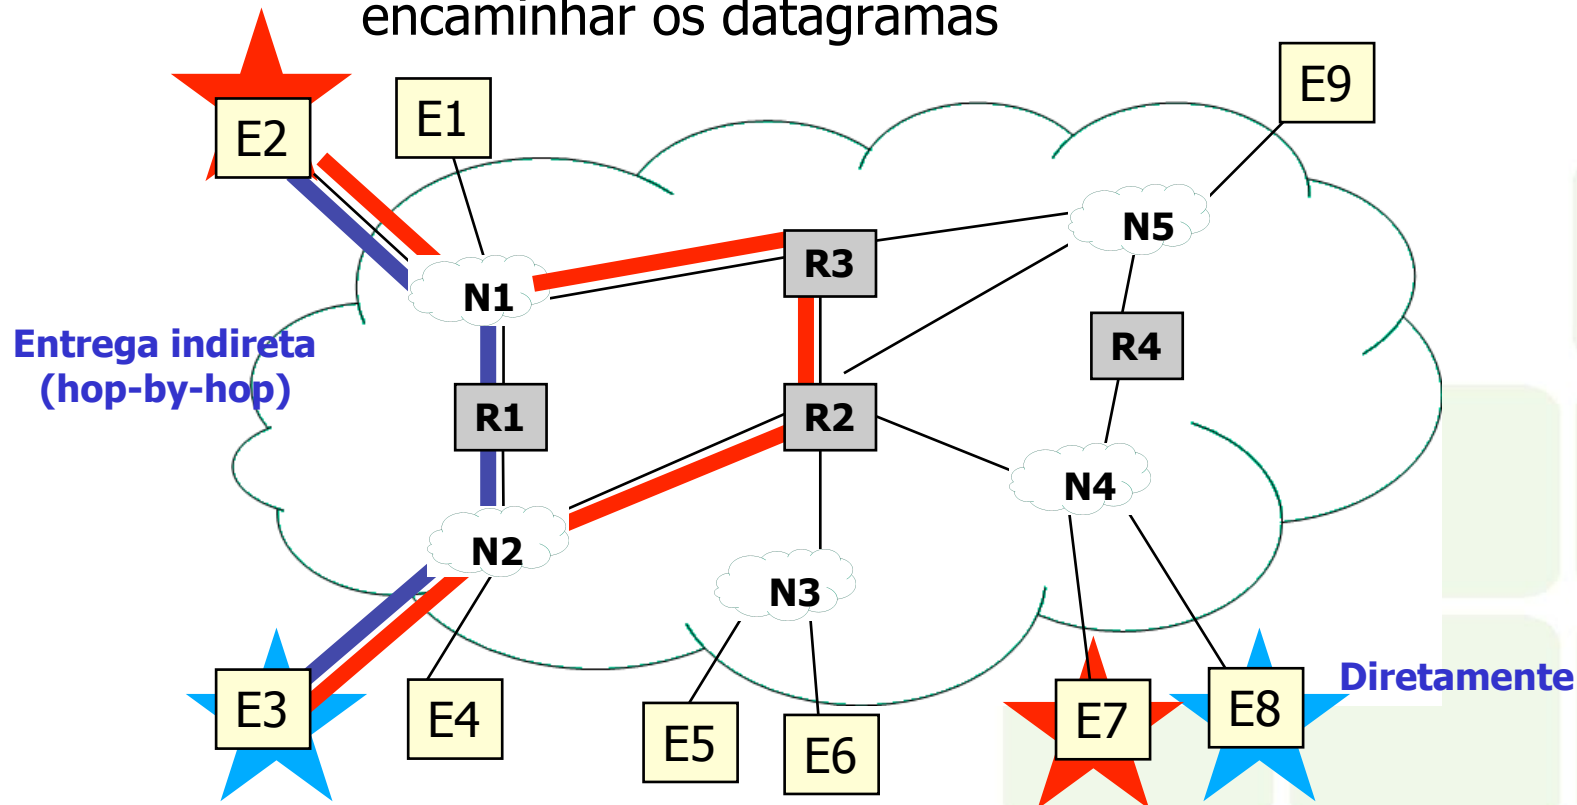 encaminhar os datagramas
E9
E1
E2
N5
R3
N1
Entrega indireta
(hop-by-hop)
R4
R1
R2
N4
N2
N3
Diretamente
E3
E4
E5
E6
E7
E8